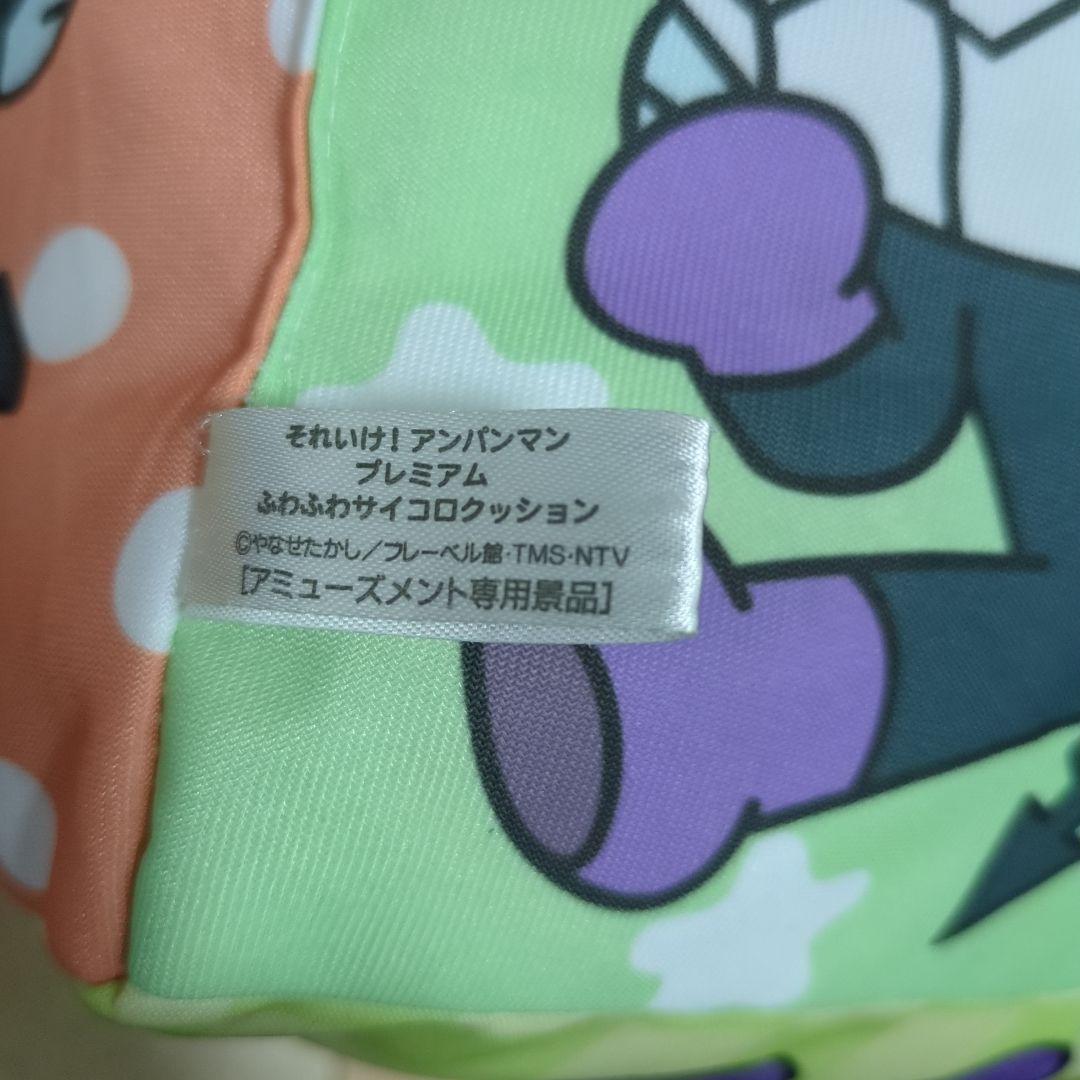 それいけ！アンパンマン
プレミアム
ふわふわサイコロクッション
©やなせたかし／フレーベル館・TMS・NTV
[アミューズメント専用景品]